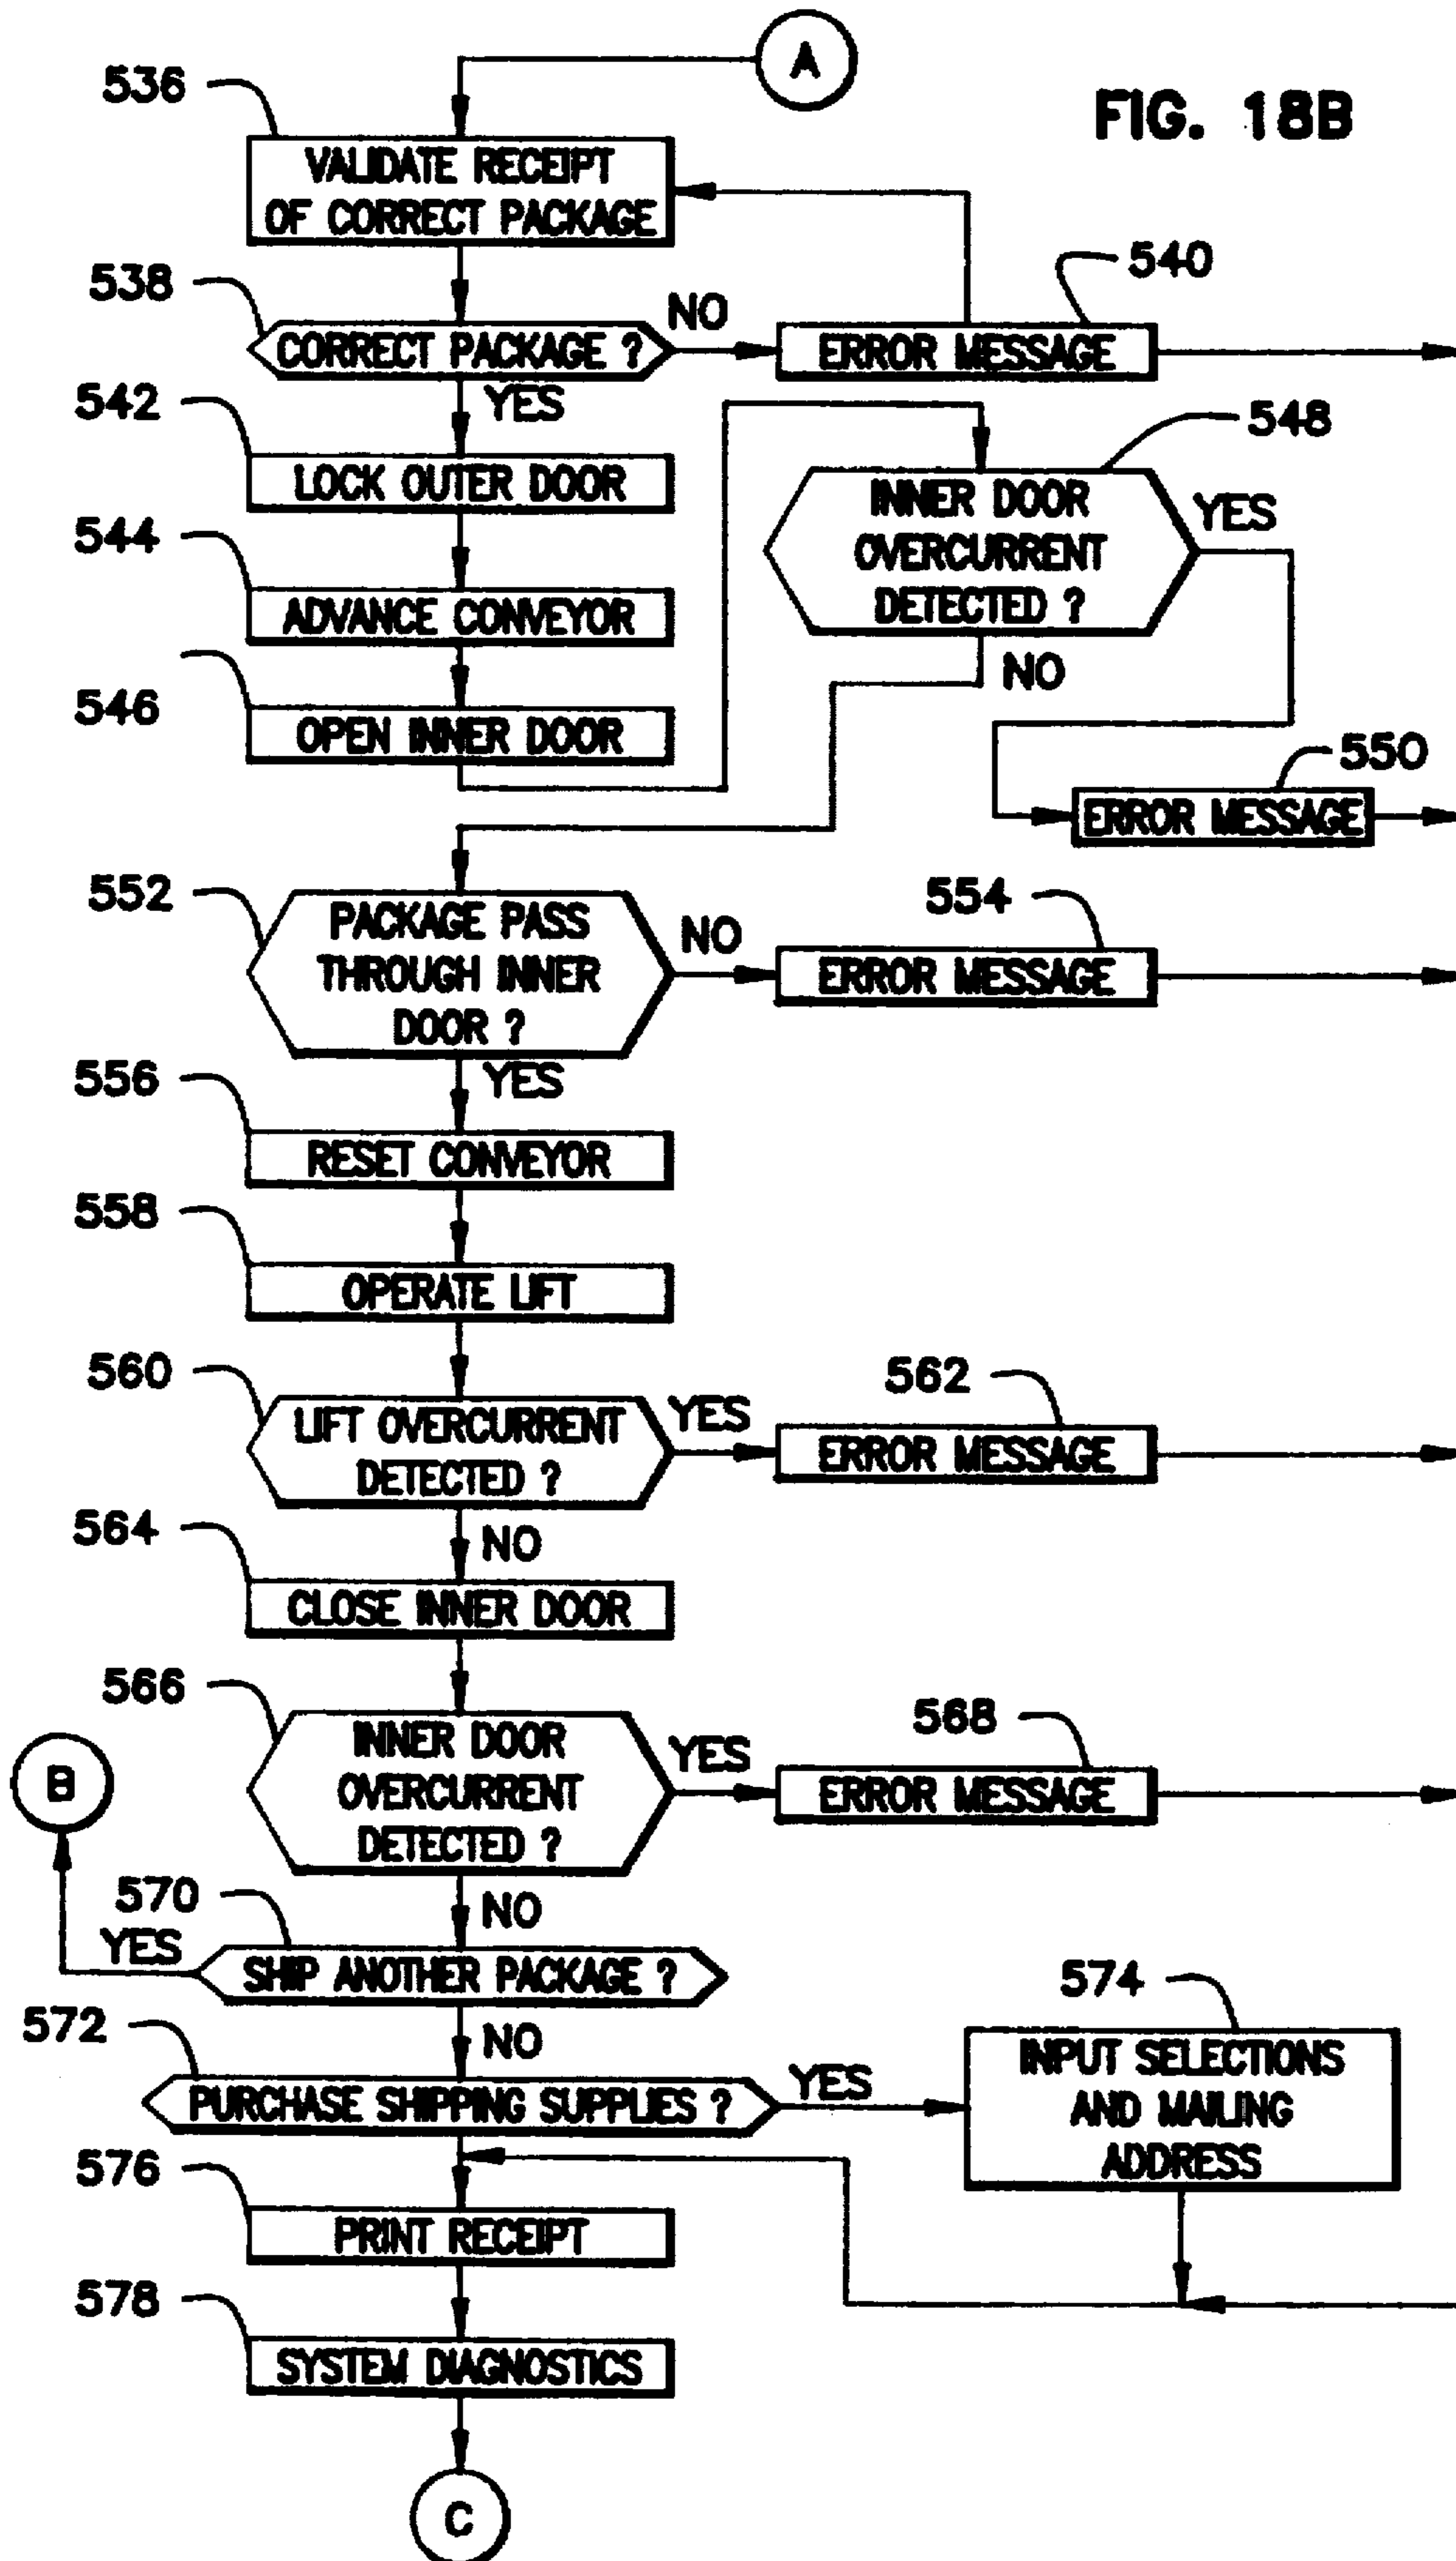 A
FIG. 18B
536
VALIDATE RECEIPT
OF CORRECT PACKAGE
538
CORRECT PACKAGE ?
NO
540
ERROR MESSAGE
YES
542
LOCK OUTER DOOR
544
ADVANCE CONVEYOR
546
OPEN INNER DOOR
548
INNER DOOR
OVERCURRENT
DETECTED ?
YES
NO
550
ERROR MESSAGE
552
PACKAGE PASS
THROUGH INNER
DOOR ?
NO
554
ERROR MESSAGE
YES
556
RESET CONVEYOR
558
OPERATE LIFT
560
LIFT OVERCURRENT
DETECTED ?
YES
562
ERROR MESSAGE
NO
564
CLOSE INNER DOOR
566
INNER DOOR
OVERCURRENT
DETECTED ?
YES
568
ERROR MESSAGE
B
NO
570
YES
SHIP ANOTHER PACKAGE ?
NO
572
PURCHASE SHIPPING SUPPLIES ?
YES
574
INPUT SELECTIONS
AND MAILING
ADDRESS
576
PRINT RECEIPT
578
SYSTEM DIAGNOSTICS
C